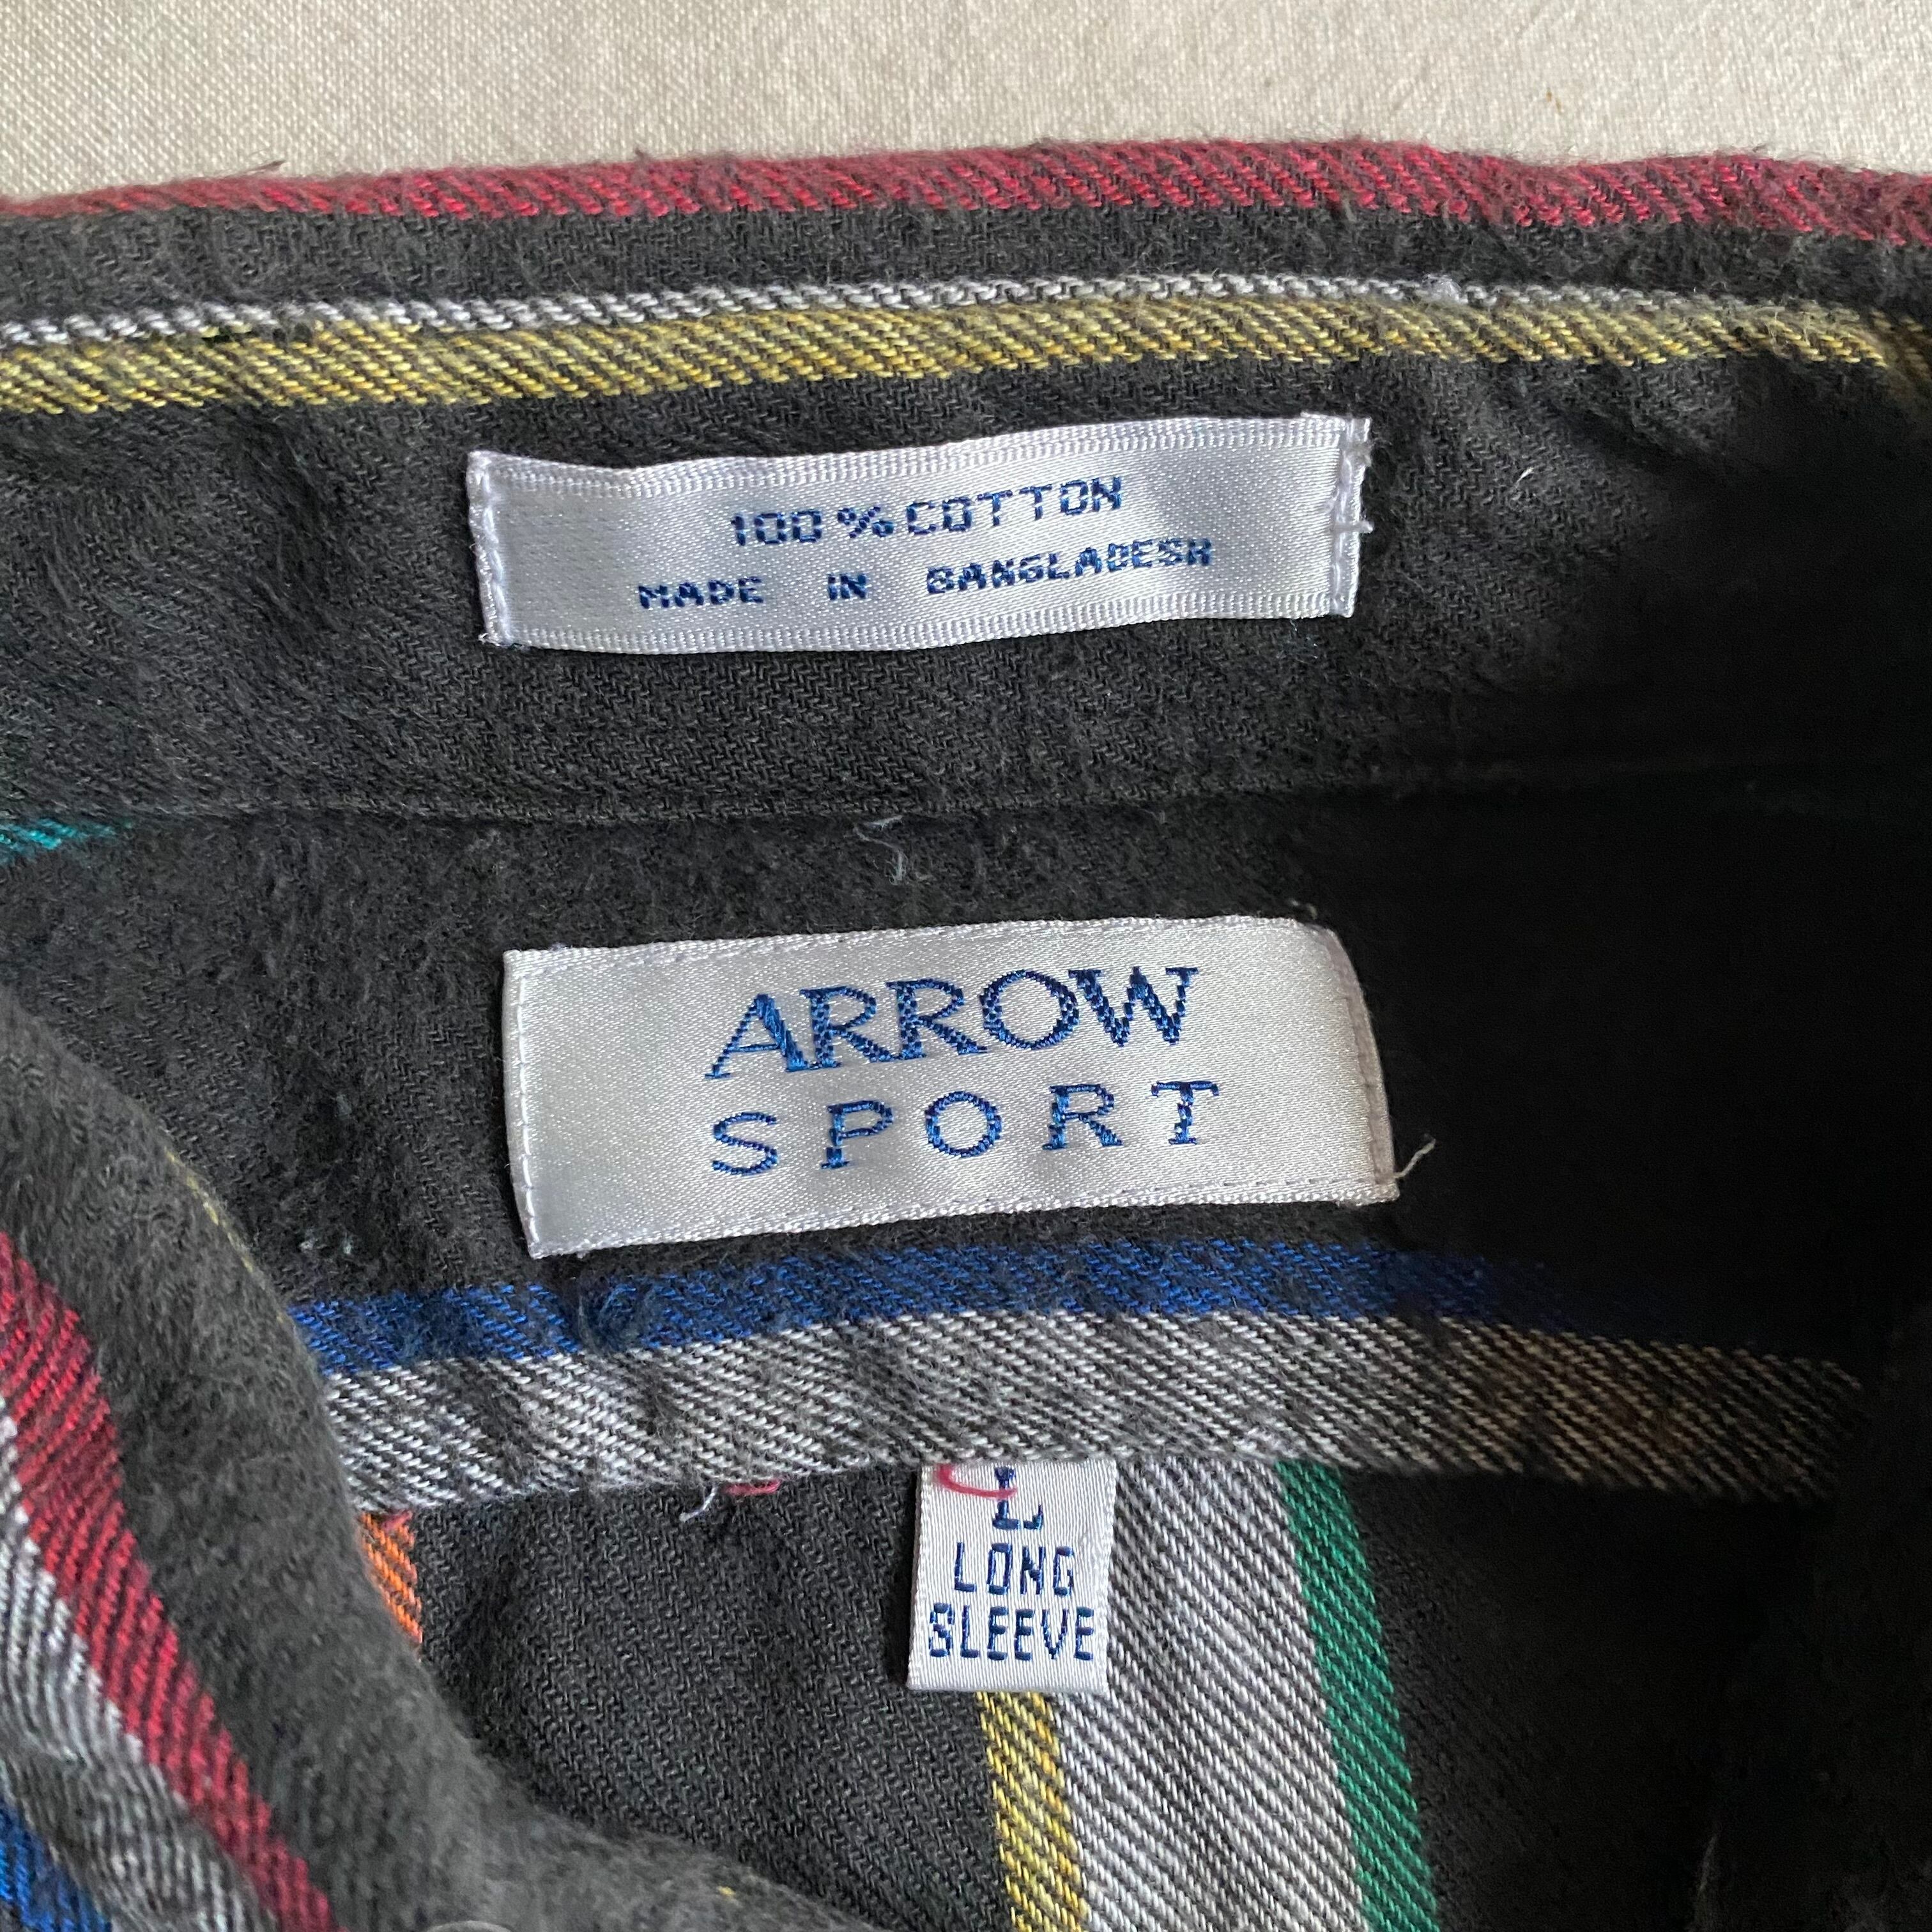 100% COTTON
MADE IN BANGLADESH
ARROW
SPORT
L
LONG
SLEEVE